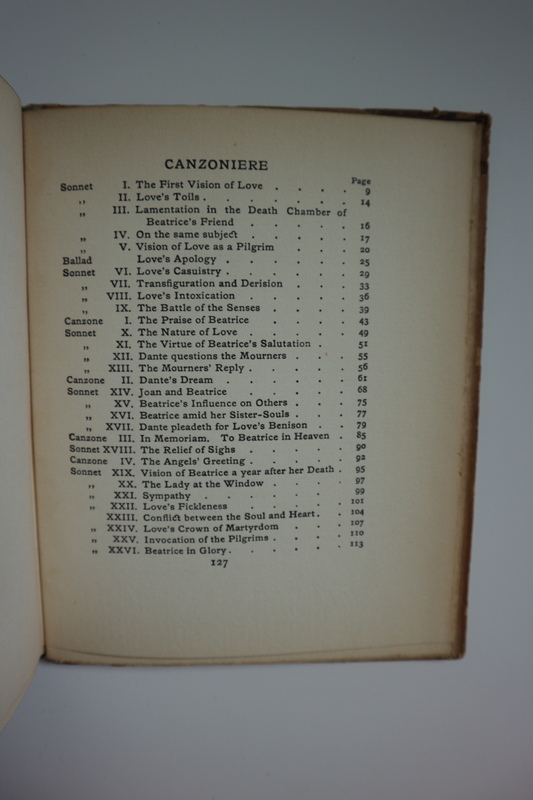 CANZONIERE
Page
Sonnet I. The First Vision of Love . . . . 9
„ II. Love's Toils . . . . . . . 14
„ III. Lamentation in the Death Chamber of
Beatrice's Friend . . . . . 16
„ IV. On the same subject . . . . . 17
„ V. Vision of Love as a Pilgrim . . . 20
Ballad Love's Apology . . . . . . 25
Sonnet VI. Love's Casuistry . . . . . . 29
„ VII. Transfiguration and Derision . . . 33
„ VIII. Love's Intoxication . . . . . 36
„ IX. The Battle of the Senses . . . . 39
Canzone I. The Praise of Beatrice . . . . 43
Sonnet X. The Nature of Love . . . . . 49
„ XI. The Virtue of Beatrice's Salutation . 51
„ XII. Dante questions the Mourners . . . 55
„ XIII. The Mourners' Reply . . . . . 56
Canzone II. Dante's Dream . . . . . . 61
Sonnet XIV. Joan and Beatrice . . . . . 68
„ XV. Beatrice's Influence on Others . . . 75
„ XVI. Beatrice amid her Sister-Souls . . . 77
„ XVII. Dante pleadeth for Love's Benison . . 79
Canzone III. In Memoriam. To Beatrice in Heaven . 85
Sonnet XVIII. The Relief of Sighs . . . . . 90
Canzone IV. The Angels' Greeting . . . . . 92
Sonnet XIX. Vision of Beatrice a year after her Death . 95
„ XX. The Lady at the Window . . . . 97
„ XXI. Sympathy . . . . . . . 99
„ XXII. Love's Fickleness . . . . . 101
XXIII. Conflict between the Soul and Heart . . 104
„ XXIV. Love's Crown of Martyrdom . . . 107
„ XXV. Invocation of the Pilgrims . . . . 110
„ XXVI. Beatrice in Glory . . . . . . 113
127